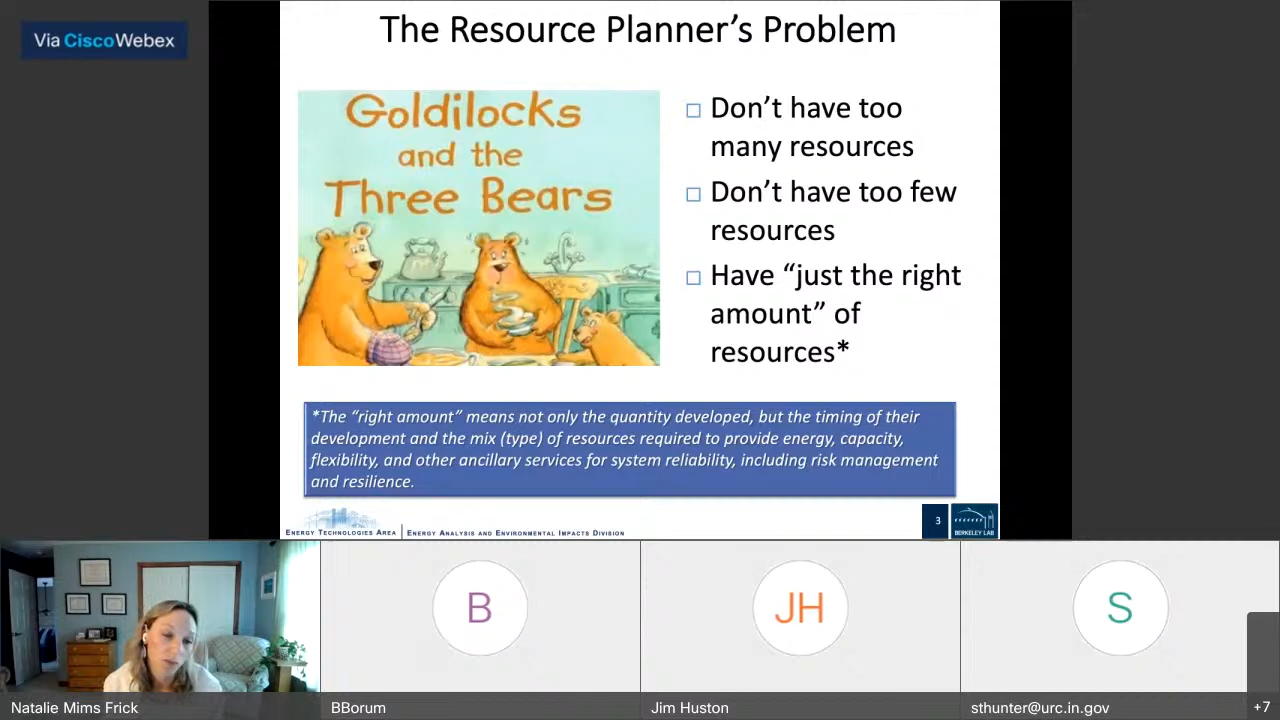 Via Cisco Webex
The Resource Planner's Problem
Goldilocks
and the
Three Bears
Don't have too
many resources
Don't have too few
resources
Have “just the right
amount” of
resources*
*The “right amount” means not only the quantity developed, but the timing of their
development and the mix (type) of resources required to provide energy, capacity,
flexibility, and other ancillary services for system reliability, including risk management
and resilience.
ENERGY TECHNOLOGIES AREA
ENERGY ANALYSIS AND ENVIRONMENTAL IMPACTS DIVISION
3
BERKELEY LAB
B
JH
S
Natalie Mims Frick
BBorum
Jim Huston
sthunter@urc.in.gov
+7